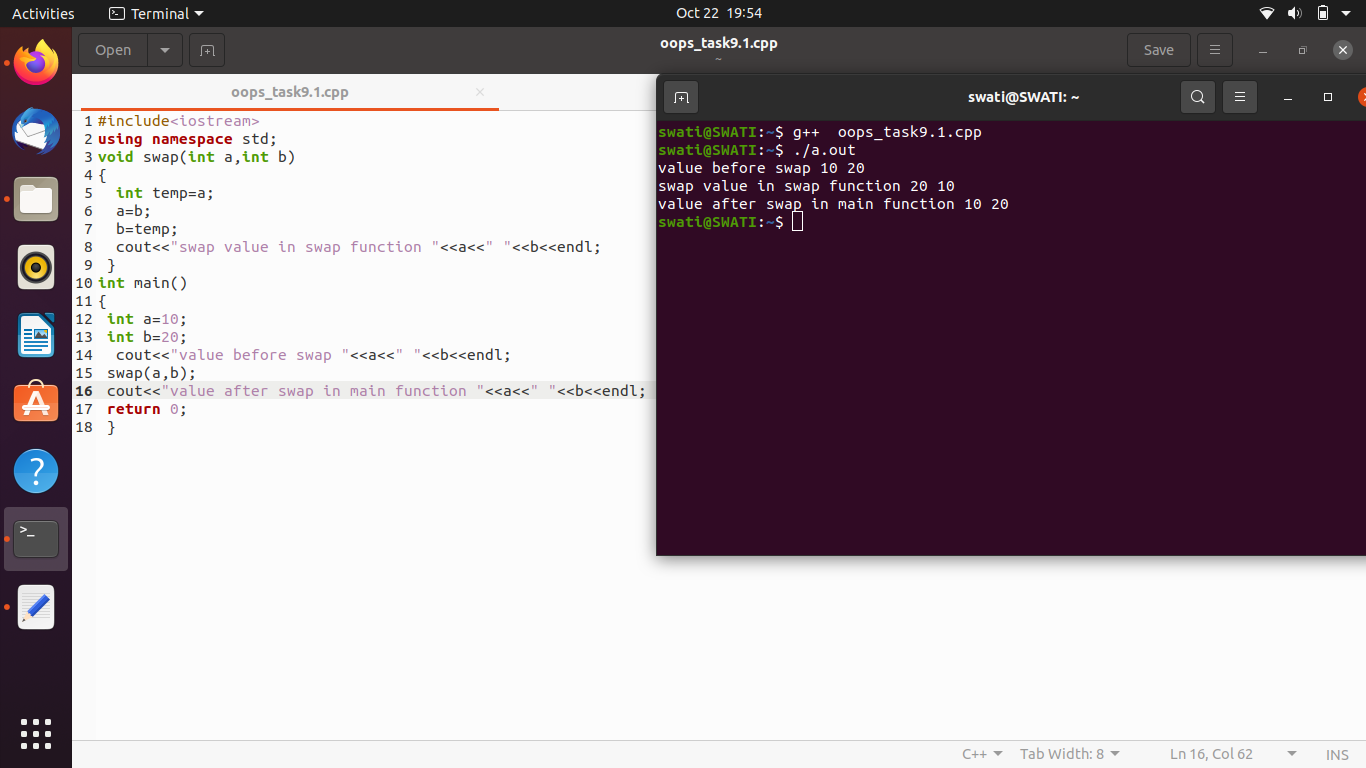 Activities Terminal Oct 22 19:54
Open oops_task9.1.cpp Save
~
oops_task9.1.cpp
1 #include<iostream>
2 using namespace std;
3 void swap(int a,int b)
4 {
5   int temp=a;
6   a=b;
7   b=temp;
8   cout<<"swap value in swap function "<<a<<" "<<b<<endl;
9  }
10 int main()
11 {
12  int a=10;
13  int b=20;
14   cout<<"value before swap "<<a<<" "<<b<<endl;
15  swap(a,b);
16  cout<<"value after swap in main function "<<a<<" "<<b<<endl;
17  return 0;
18  }
swati@SWATI: ~
swati@SWATI:~$ g++  oops_task9.1.cpp
swati@SWATI:~$ ./a.out
value before swap 10 20
swap value in swap function 20 10
value after swap in main function 10 20
swati@SWATI:~$
C++ Tab Width: 8 Ln 16, Col 62 INS